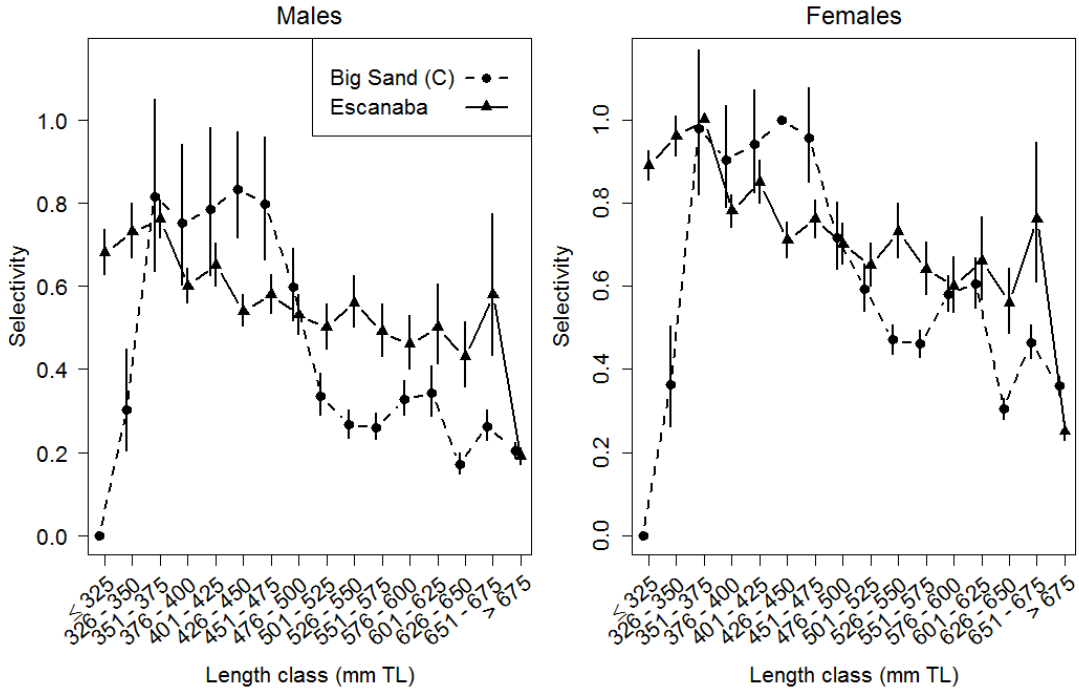 Males
Females
Big Sand (C)
Escanaba
Selectivity
0.0
0.2
0.4
0.6
0.8
1.0
< 325
326 - 350
351 - 375
376 - 400
401 - 425
426 - 450
451 - 475
476 - 500
501 - 525
526 - 550
551 - 575
576 - 600
601 - 625
626 - 650
651 - 675
> 675
Length class (mm TL)
Selectivity
0.0
0.2
0.4
0.6
0.8
1.0
< 325
326 - 350
351 - 375
376 - 400
401 - 425
426 - 450
451 - 475
476 - 500
501 - 525
526 - 550
551 - 575
576 - 600
601 - 625
626 - 650
651 - 675
> 675
Length class (mm TL)